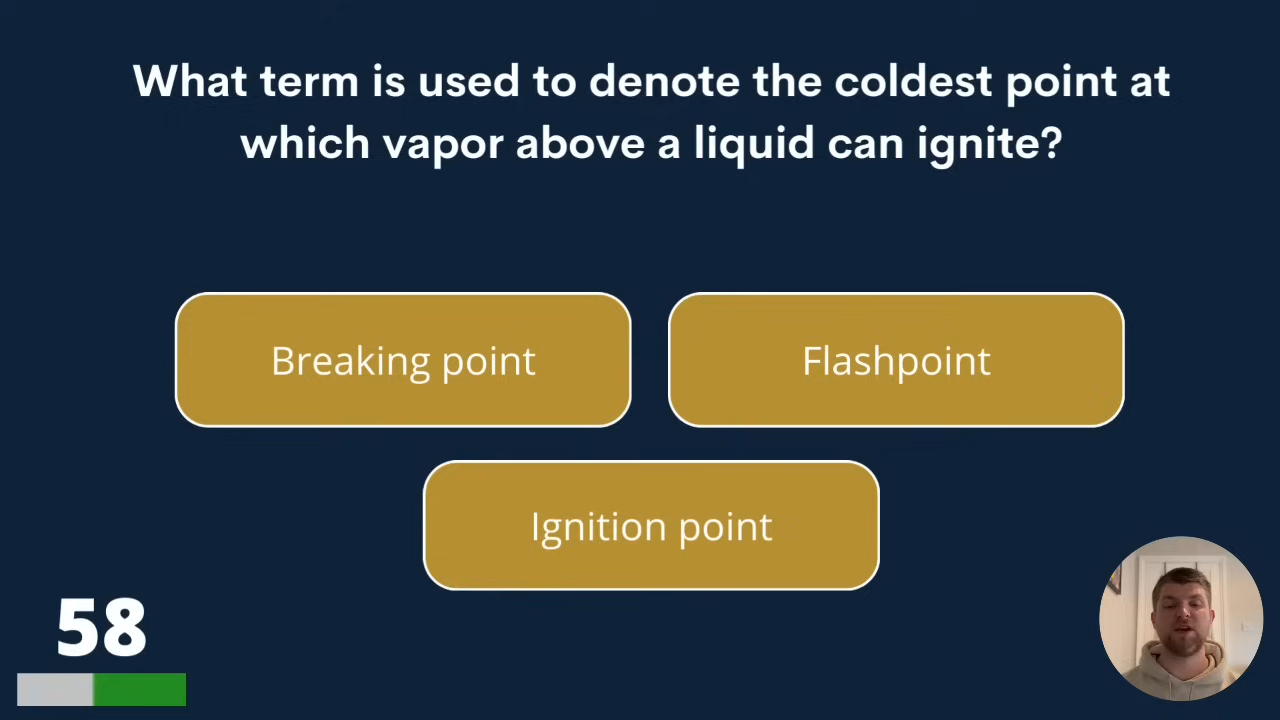 What term is used to denote the coldest point at
which vapor above a liquid can ignite?
Breaking point
Flashpoint
Ignition point
58